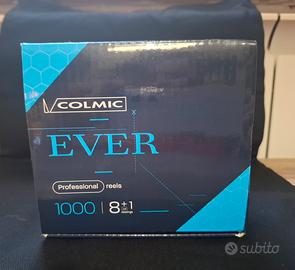 COLMIC
EVER
Professional reels
1000 8+1
subito